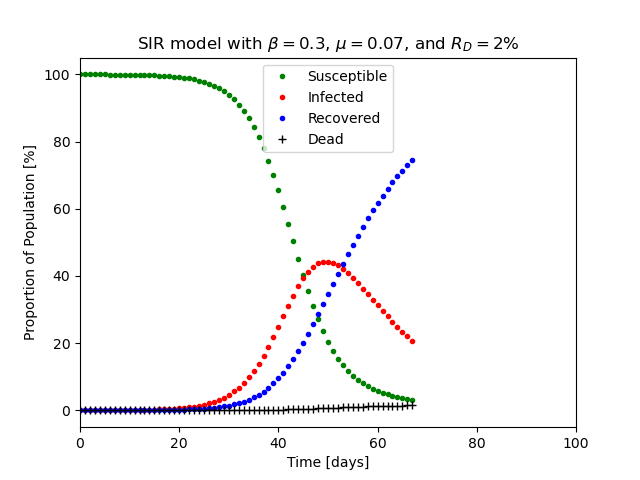 SIR model with β = 0.3, μ = 0.07, and R_D = 2%
Proportion of Population [%]
100
80
60
40
20
0
Susceptible
Infected
Recovered
Dead
0 20 40 60 80 100
Time [days]